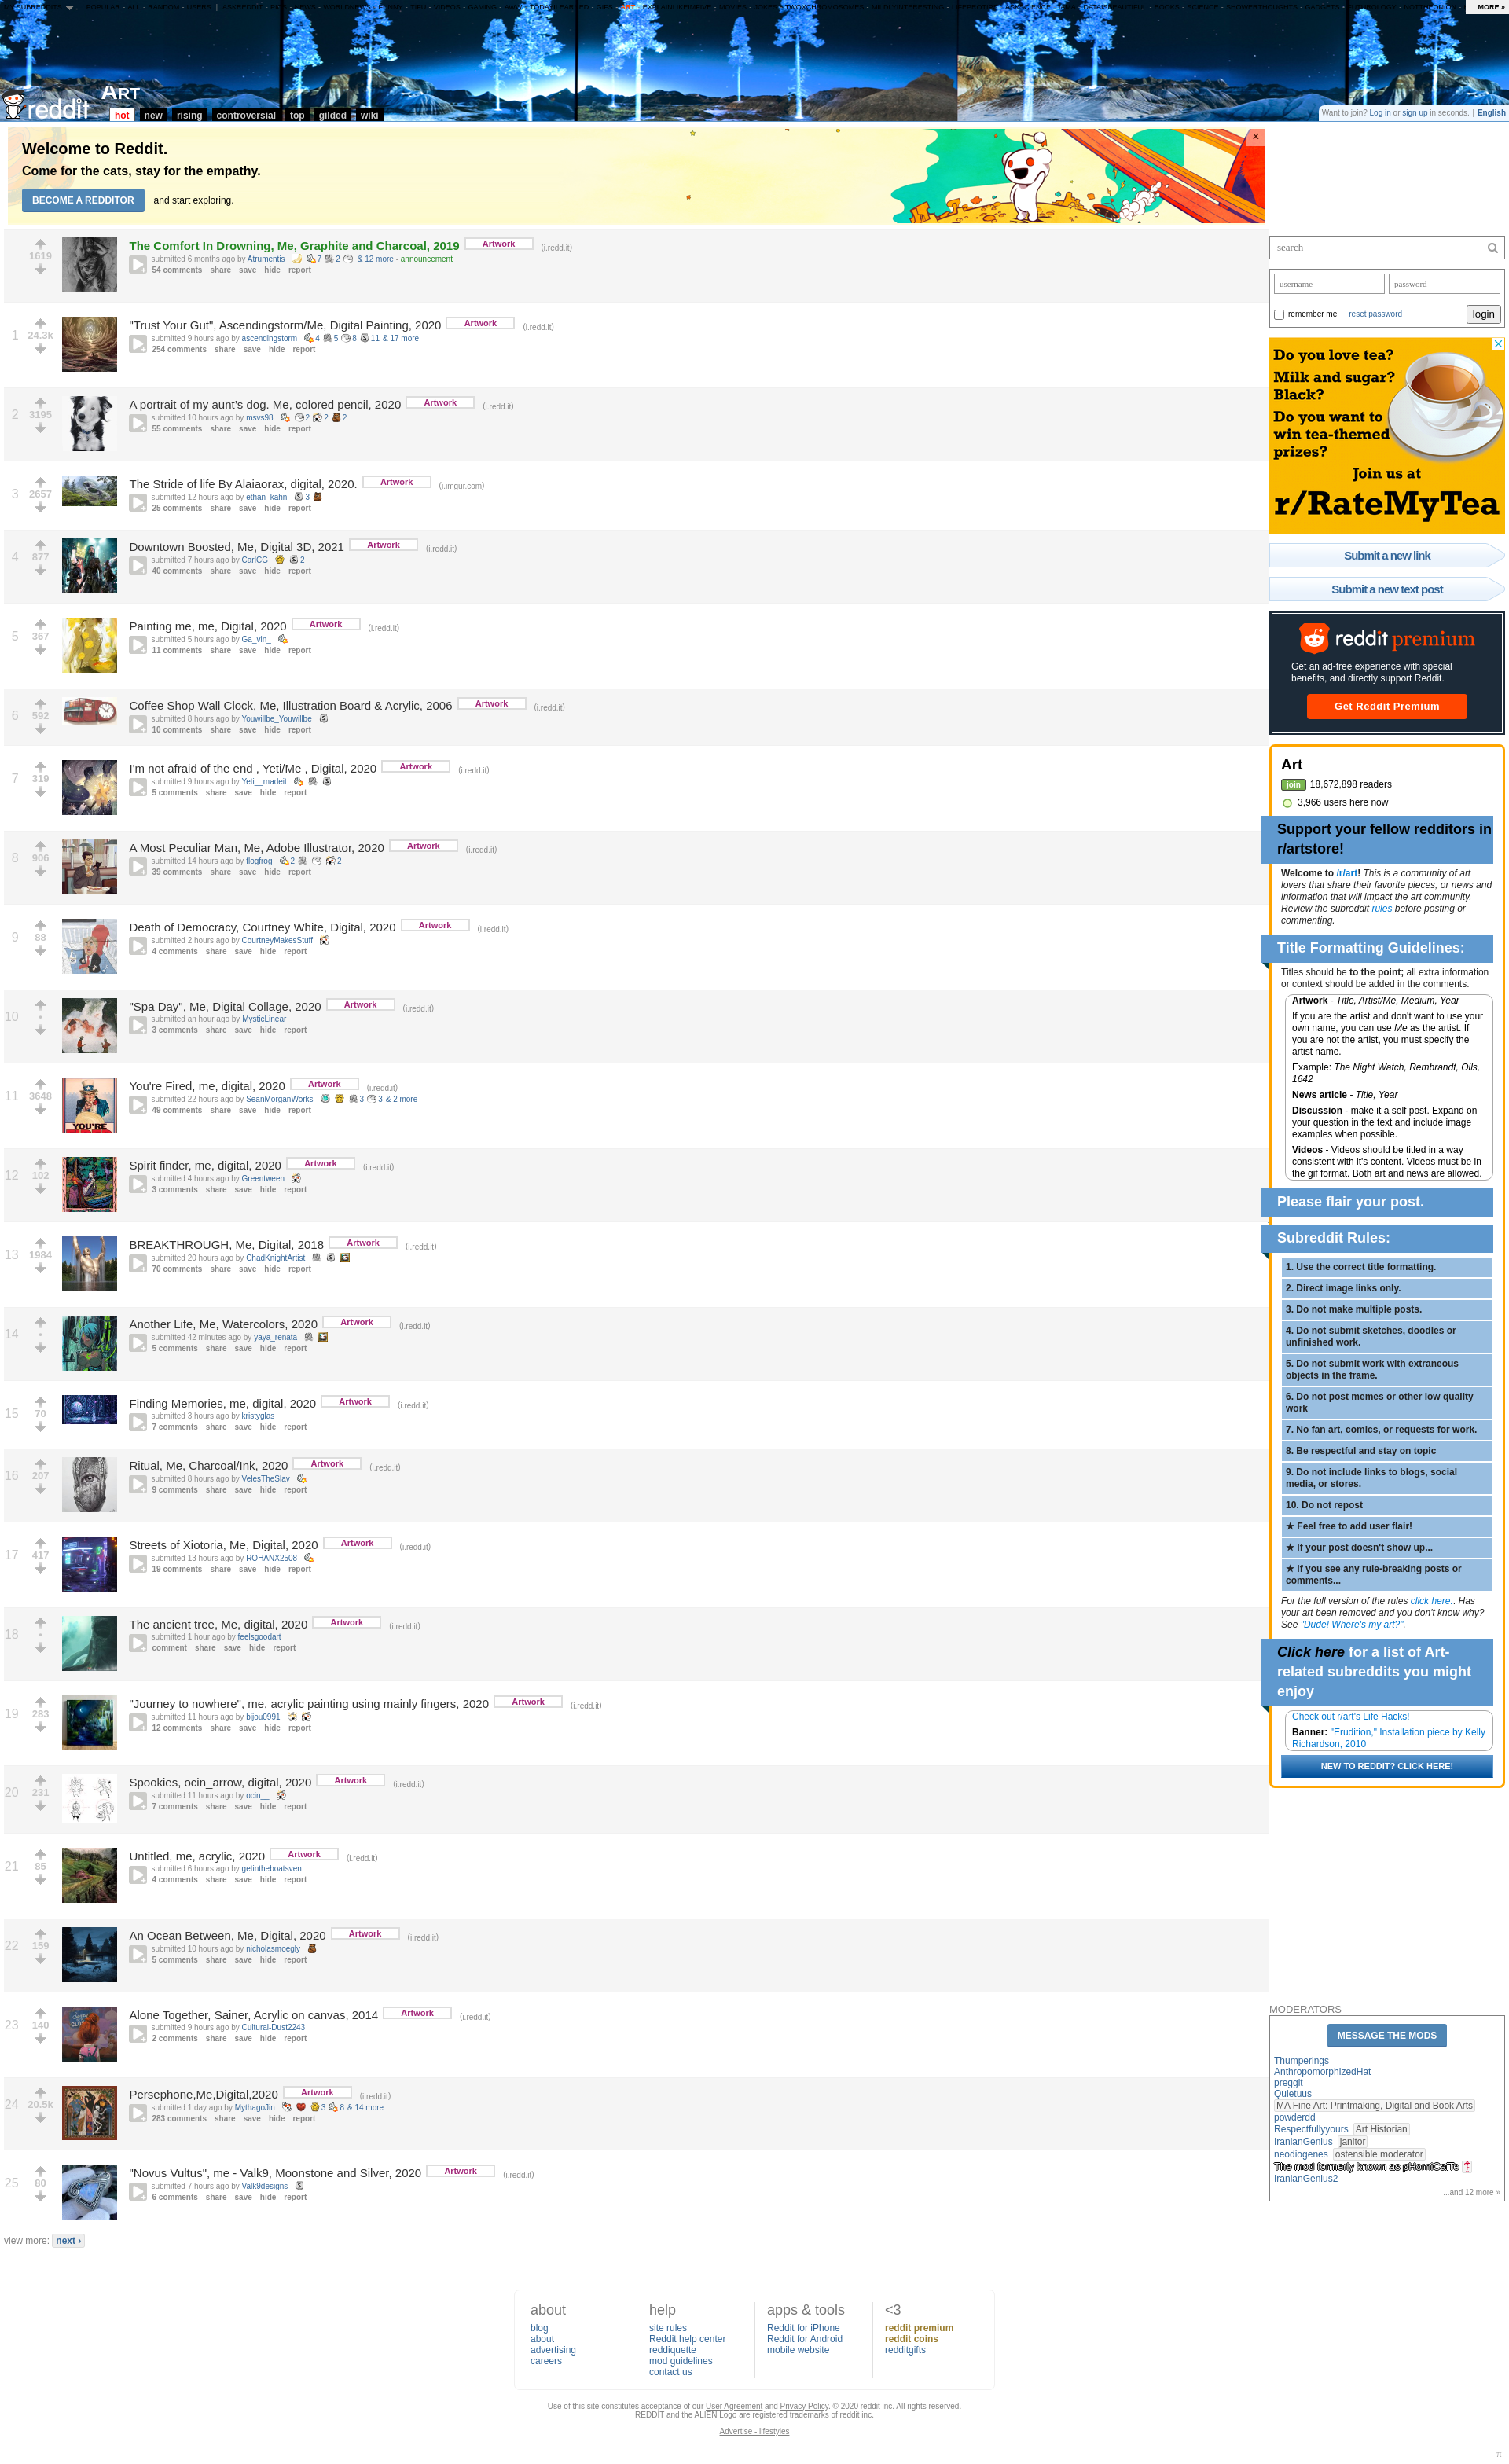 MORE »
reddit
ART
hot new rising controversial top gilded wiki
Want to join? Log in or sign up in seconds. | English
Welcome to Reddit.
Come for the cats, stay for the empathy.
BECOME A REDDITOR and start exploring.
×
1619
The Comfort In Drowning, Me, Graphite and Charcoal, 2019 Artwork (i.redd.it)
submitted 6 months ago by Atrumentis 7 2 & 12 more - announcement
54 comments share save hide report
1 24.3k
"Trust Your Gut", Ascendingstorm/Me, Digital Painting, 2020 Artwork (i.redd.it)
submitted 9 hours ago by ascendingstorm 4 5 8 11 & 17 more
254 comments share save hide report
2 3195
A portrait of my aunt's dog. Me, colored pencil, 2020 Artwork (i.redd.it)
submitted 10 hours ago by msvs98 2 2 2
55 comments share save hide report
3 2657
The Stride of life By Alaiaorax, digital, 2020. Artwork (i.imgur.com)
submitted 12 hours ago by ethan_kahn 3
25 comments share save hide report
4 877
Downtown Boosted, Me, Digital 3D, 2021 Artwork (i.redd.it)
submitted 7 hours ago by CarlCG 2
40 comments share save hide report
5 367
Painting me, me, Digital, 2020 Artwork (i.redd.it)
submitted 5 hours ago by Ga_vin_
11 comments share save hide report
6 592
Coffee Shop Wall Clock, Me, Illustration Board & Acrylic, 2006 Artwork (i.redd.it)
submitted 8 hours ago by Youwillbe_Youwillbe
10 comments share save hide report
7 319
I'm not afraid of the end , Yeti/Me , Digital, 2020 Artwork (i.redd.it)
submitted 9 hours ago by Yeti__madeit
5 comments share save hide report
8 906
A Most Peculiar Man, Me, Adobe Illustrator, 2020 Artwork (i.redd.it)
submitted 14 hours ago by flogfrog 2 2
39 comments share save hide report
9 88
Death of Democracy, Courtney White, Digital, 2020 Artwork (i.redd.it)
submitted 2 hours ago by CourtneyMakesStuff
4 comments share save hide report
10 •
"Spa Day", Me, Digital Collage, 2020 Artwork (i.redd.it)
submitted an hour ago by MysticLinear
3 comments share save hide report
11 3648
You're Fired, me, digital, 2020 Artwork (i.redd.it)
submitted 22 hours ago by SeanMorganWorks 3 3 & 2 more
49 comments share save hide report
YOU'RE
12 102
Spirit finder, me, digital, 2020 Artwork (i.redd.it)
submitted 4 hours ago by Greentween
3 comments share save hide report
13 1984
BREAKTHROUGH, Me, Digital, 2018 Artwork (i.redd.it)
submitted 20 hours ago by ChadKnightArtist
70 comments share save hide report
14 •
Another Life, Me, Watercolors, 2020 Artwork (i.redd.it)
submitted 42 minutes ago by yaya_renata
5 comments share save hide report
15 70
Finding Memories, me, digital, 2020 Artwork (i.redd.it)
submitted 3 hours ago by kristyglas
7 comments share save hide report
16 207
Ritual, Me, Charcoal/Ink, 2020 Artwork (i.redd.it)
submitted 8 hours ago by VelesTheSlav
9 comments share save hide report
17 417
Streets of Xiotoria, Me, Digital, 2020 Artwork (i.redd.it)
submitted 13 hours ago by ROHANX2508
19 comments share save hide report
18 •
The ancient tree, Me, digital, 2020 Artwork (i.redd.it)
submitted 1 hour ago by feelsgoodart
comment share save hide report
19 283
"Journey to nowhere", me, acrylic painting using mainly fingers, 2020 Artwork (i.redd.it)
submitted 11 hours ago by bijou0991
12 comments share save hide report
20 231
Spookies, ocin_arrow, digital, 2020 Artwork (i.redd.it)
submitted 11 hours ago by ocin__
7 comments share save hide report
21 85
Untitled, me, acrylic, 2020 Artwork (i.redd.it)
submitted 6 hours ago by getintheboatsven
4 comments share save hide report
22 159
An Ocean Between, Me, Digital, 2020 Artwork (i.redd.it)
submitted 10 hours ago by nicholasmoegly
5 comments share save hide report
23 140
Alone Together, Sainer, Acrylic on canvas, 2014 Artwork (i.redd.it)
submitted 9 hours ago by Cultural-Dust2243
2 comments share save hide report
24 20.5k
Persephone,Me,Digital,2020 Artwork (i.redd.it)
submitted 1 day ago by MythagoJin 3 8 & 14 more
283 comments share save hide report
25 80
"Novus Vultus", me - Valk9, Moonstone and Silver, 2020 Artwork (i.redd.it)
submitted 7 hours ago by Valk9designs
6 comments share save hide report
view more: next ›
search
username password
remember me reset password login
Do you love tea?
Milk and sugar?
Black?
Do you want to
win tea-themed
prizes?
Join us at
r/RateMyTea
Submit a new link
Submit a new text post
reddit premium
Get an ad-free experience with special
benefits, and directly support Reddit.
Get Reddit Premium
Art
join 18,672,898 readers
3,966 users here now
Support your fellow redditors in
r/artstore!
Welcome to /r/art! This is a community of art
lovers that share their favorite pieces, or news and
information that will impact the art community.
Review the subreddit rules before posting or
commenting.
Title Formatting Guidelines:
Titles should be to the point; all extra information
or context should be added in the comments.
Artwork - Title, Artist/Me, Medium, Year
If you are the artist and don't want to use your
own name, you can use Me as the artist. If
you are not the artist, you must specify the
artist name.
Example: The Night Watch, Rembrandt, Oils,
1642
News article - Title, Year
Discussion - make it a self post. Expand on
your question in the text and include image
examples when possible.
Videos - Videos should be titled in a way
consistent with it's content. Videos must be in
the gif format. Both art and news are allowed.
Please flair your post.
Subreddit Rules:
1. Use the correct title formatting.
2. Direct image links only.
3. Do not make multiple posts.
4. Do not submit sketches, doodles or
unfinished work.
5. Do not submit work with extraneous
objects in the frame.
6. Do not post memes or other low quality
work
7. No fan art, comics, or requests for work.
8. Be respectful and stay on topic
9. Do not include links to blogs, social
media, or stores.
10. Do not repost
★ Feel free to add user flair!
★ If your post doesn't show up...
★ If you see any rule-breaking posts or
comments...
For the full version of the rules click here.. Has
your art been removed and you don't know why?
See "Dude! Where's my art?".
Click here for a list of Art-
related subreddits you might
enjoy
Check out r/art's Life Hacks!
Banner: "Erudition," Installation piece by Kelly
Richardson, 2010
NEW TO REDDIT? CLICK HERE!
MODERATORS
MESSAGE THE MODS
Thumperings
AnthropomorphizedHat
preggit
Quietuus
MA Fine Art: Printmaking, Digital and Book Arts
powderdd
Respectfullyyours Art Historian
IranianGenius janitor
neodiogenes ostensible moderator
The mod formerly known as pHorniCaiTe †
IranianGenius2
...and 12 more »
about
blog
about
advertising
careers
help
site rules
Reddit help center
reddiquette
mod guidelines
contact us
apps & tools
Reddit for iPhone
Reddit for Android
mobile website
<3
reddit premium
reddit coins
redditgifts
Use of this site constitutes acceptance of our User Agreement and Privacy Policy. © 2020 reddit inc. All rights reserved.
REDDIT and the ALIEN Logo are registered trademarks of reddit inc.
Advertise - lifestyles
π